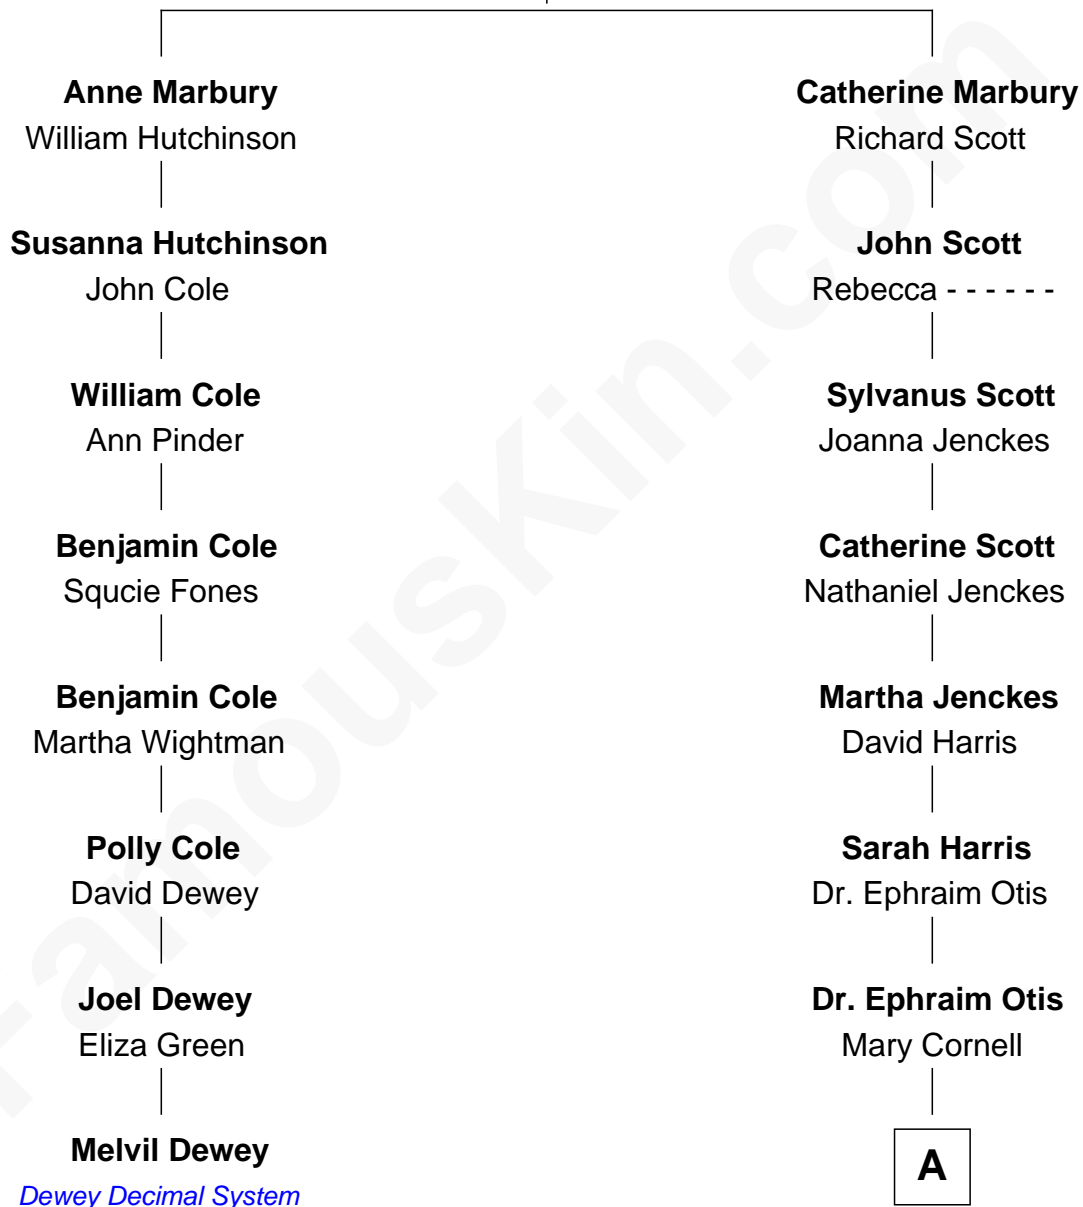 Anne Marbury
William Hutchinson
Susanna Hutchinson
John Cole
William Cole
Ann Pinder
Benjamin Cole
Squcie Fones
Benjamin Cole
Martha Wightman
Polly Cole
David Dewey
Joel Dewey
Eliza Green
Melvil Dewey
Dewey Decimal System
Catherine Marbury
Richard Scott
John Scott
Rebecca - - - - - -
Sylvanus Scott
Joanna Jenckes
Catherine Scott
Nathaniel Jenckes
Martha Jenckes
David Harris
Sarah Harris
Dr. Ephraim Otis
Dr. Ephraim Otis
Mary Cornell
A
FamousKin.com